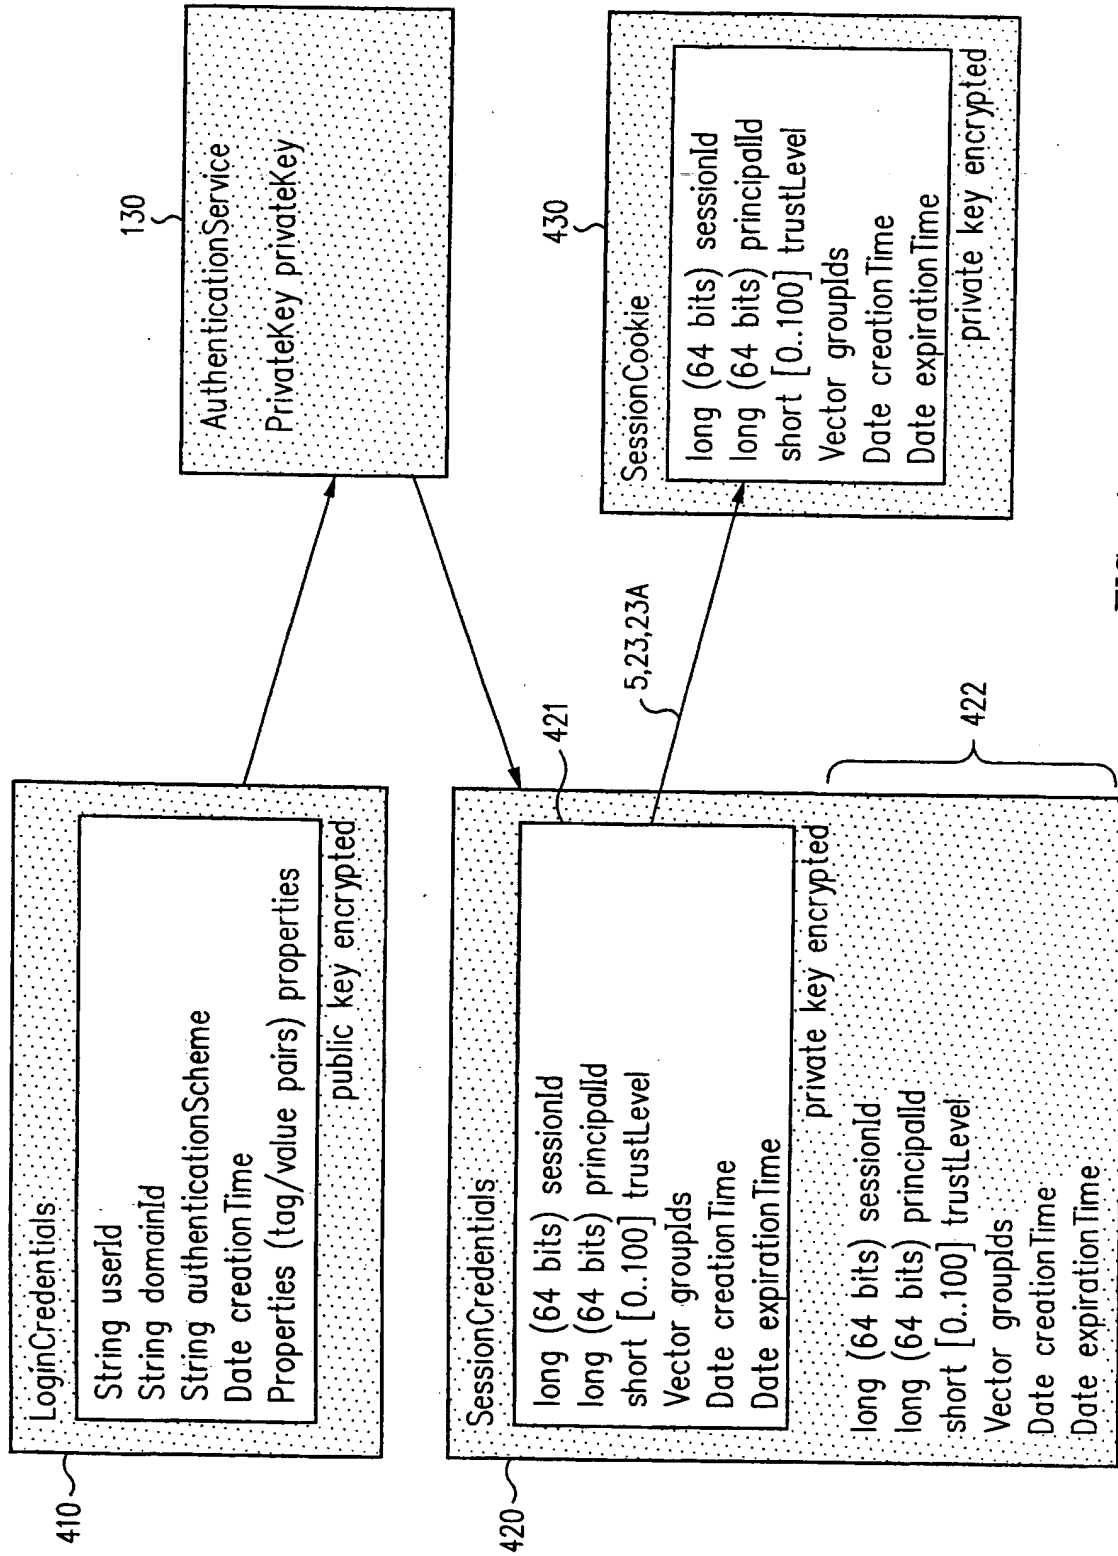 410
LoginCredentials
String userId
String domainId
String authenticationScheme
Date creationTime
Properties (tag/value pairs) properties
public key encrypted
130
AuthenticationService
PrivateKey privateKey
420
SessionCredentials
421
long (64 bits) sessionId
long (64 bits) principalId
short [0..100] trustLevel
Vector groupIds
Date creationTime
Date expirationTime
private key encrypted
long (64 bits) sessionId
long (64 bits) principalId
short [0..100] trustLevel
Vector groupIds
Date creationTime
Date expirationTime
422
5,23,23A
430
SessionCookie
long (64 bits) sessionId
long (64 bits) principalId
short [0..100] trustLevel
Vector groupIds
Date creationTime
Date expirationTime
private key encrypted